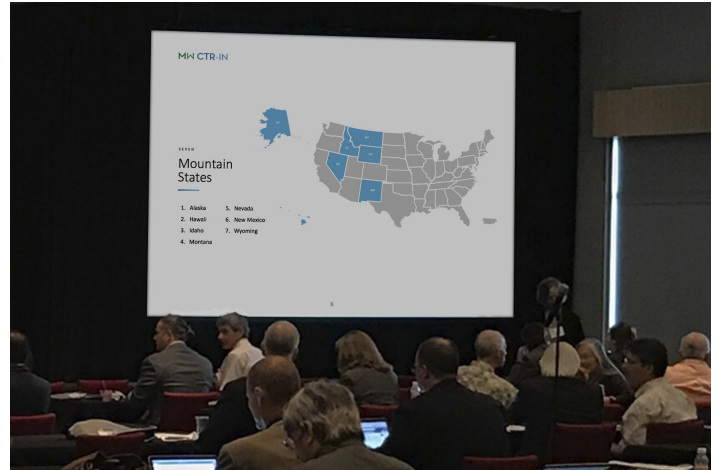 MW CTR-IN
SEVEN
Mountain
States
1. Alaska
2. Hawaii
3. Idaho
4. Montana
5. Nevada
6. New Mexico
7. Wyoming